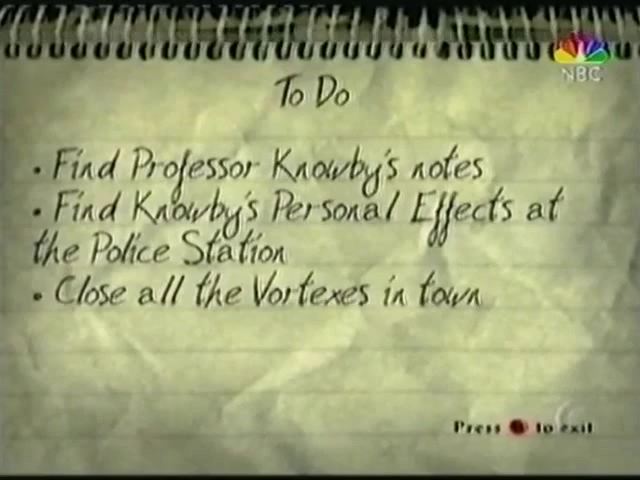 NBC
To Do
• Find Professor Knowby's notes
• Find Knowby's Personal Effects at
the Police Station
• Close all the Vortexes in town
Press to exit